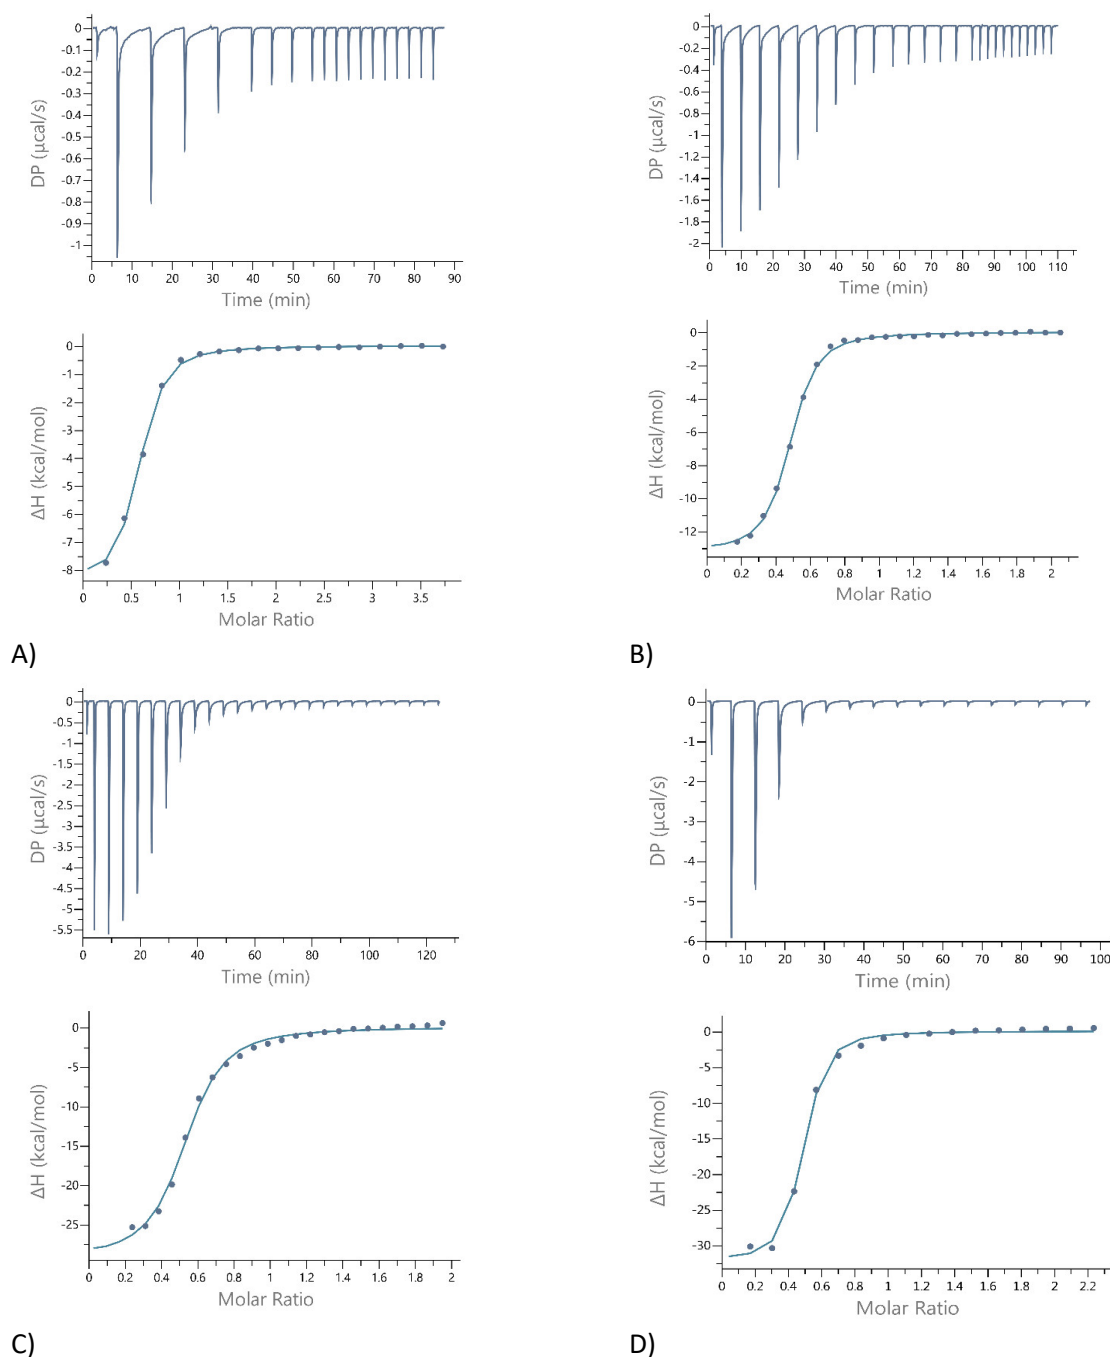 0
-0.1
-0.2
-0.3
-0.4
-0.5
-0.6
-0.7
-0.8
-0.9
-1
DP (µcal/s)
0 10 20 30 40 50 60 70 80 90
Time (min)
0
-1
-2
-3
-4
-5
-6
-7
-8
ΔH (kcal/mol)
0 0.5 1 1.5 2 2.5 3 3.5
Molar Ratio
A)
0
-0.2
-0.4
-0.6
-0.8
-1
-1.2
-1.4
-1.6
-1.8
-2
DP (µcal/s)
0 10 20 30 40 50 60 70 80 90 100 110
Time (min)
0
-2
-4
-6
-8
-10
-12
ΔH (kcal/mol)
0 0.2 0.4 0.6 0.8 1 1.2 1.4 1.6 1.8 2
Molar Ratio
B)
0
-0.5
-1
-1.5
-2
-2.5
-3
-3.5
-4
-4.5
-5
-5.5
DP (µcal/s)
0 20 40 60 80 100 120
Time (min)
0
-5
-10
-15
-20
-25
ΔH (kcal/mol)
0 0.2 0.4 0.6 0.8 1 1.2 1.4 1.6 1.8 2
Molar Ratio
C)
0
-1
-2
-3
-4
-5
-6
DP (µcal/s)
0 10 20 30 40 50 60 70 80 90 100
Time (min)
0
-5
-10
-15
-20
-25
-30
ΔH (kcal/mol)
0 0.2 0.4 0.6 0.8 1 1.2 1.4 1.6 1.8 2 2.2
Molar Ratio
D)